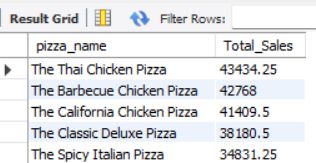 Result Grid Filter Rows:
pizza_name Total_Sales
The Thai Chicken Pizza 43434.25
The Barbecue Chicken Pizza 42768
The California Chicken Pizza 41409.5
The Classic Deluxe Pizza 38180.5
The Spicy Italian Pizza 34831.25